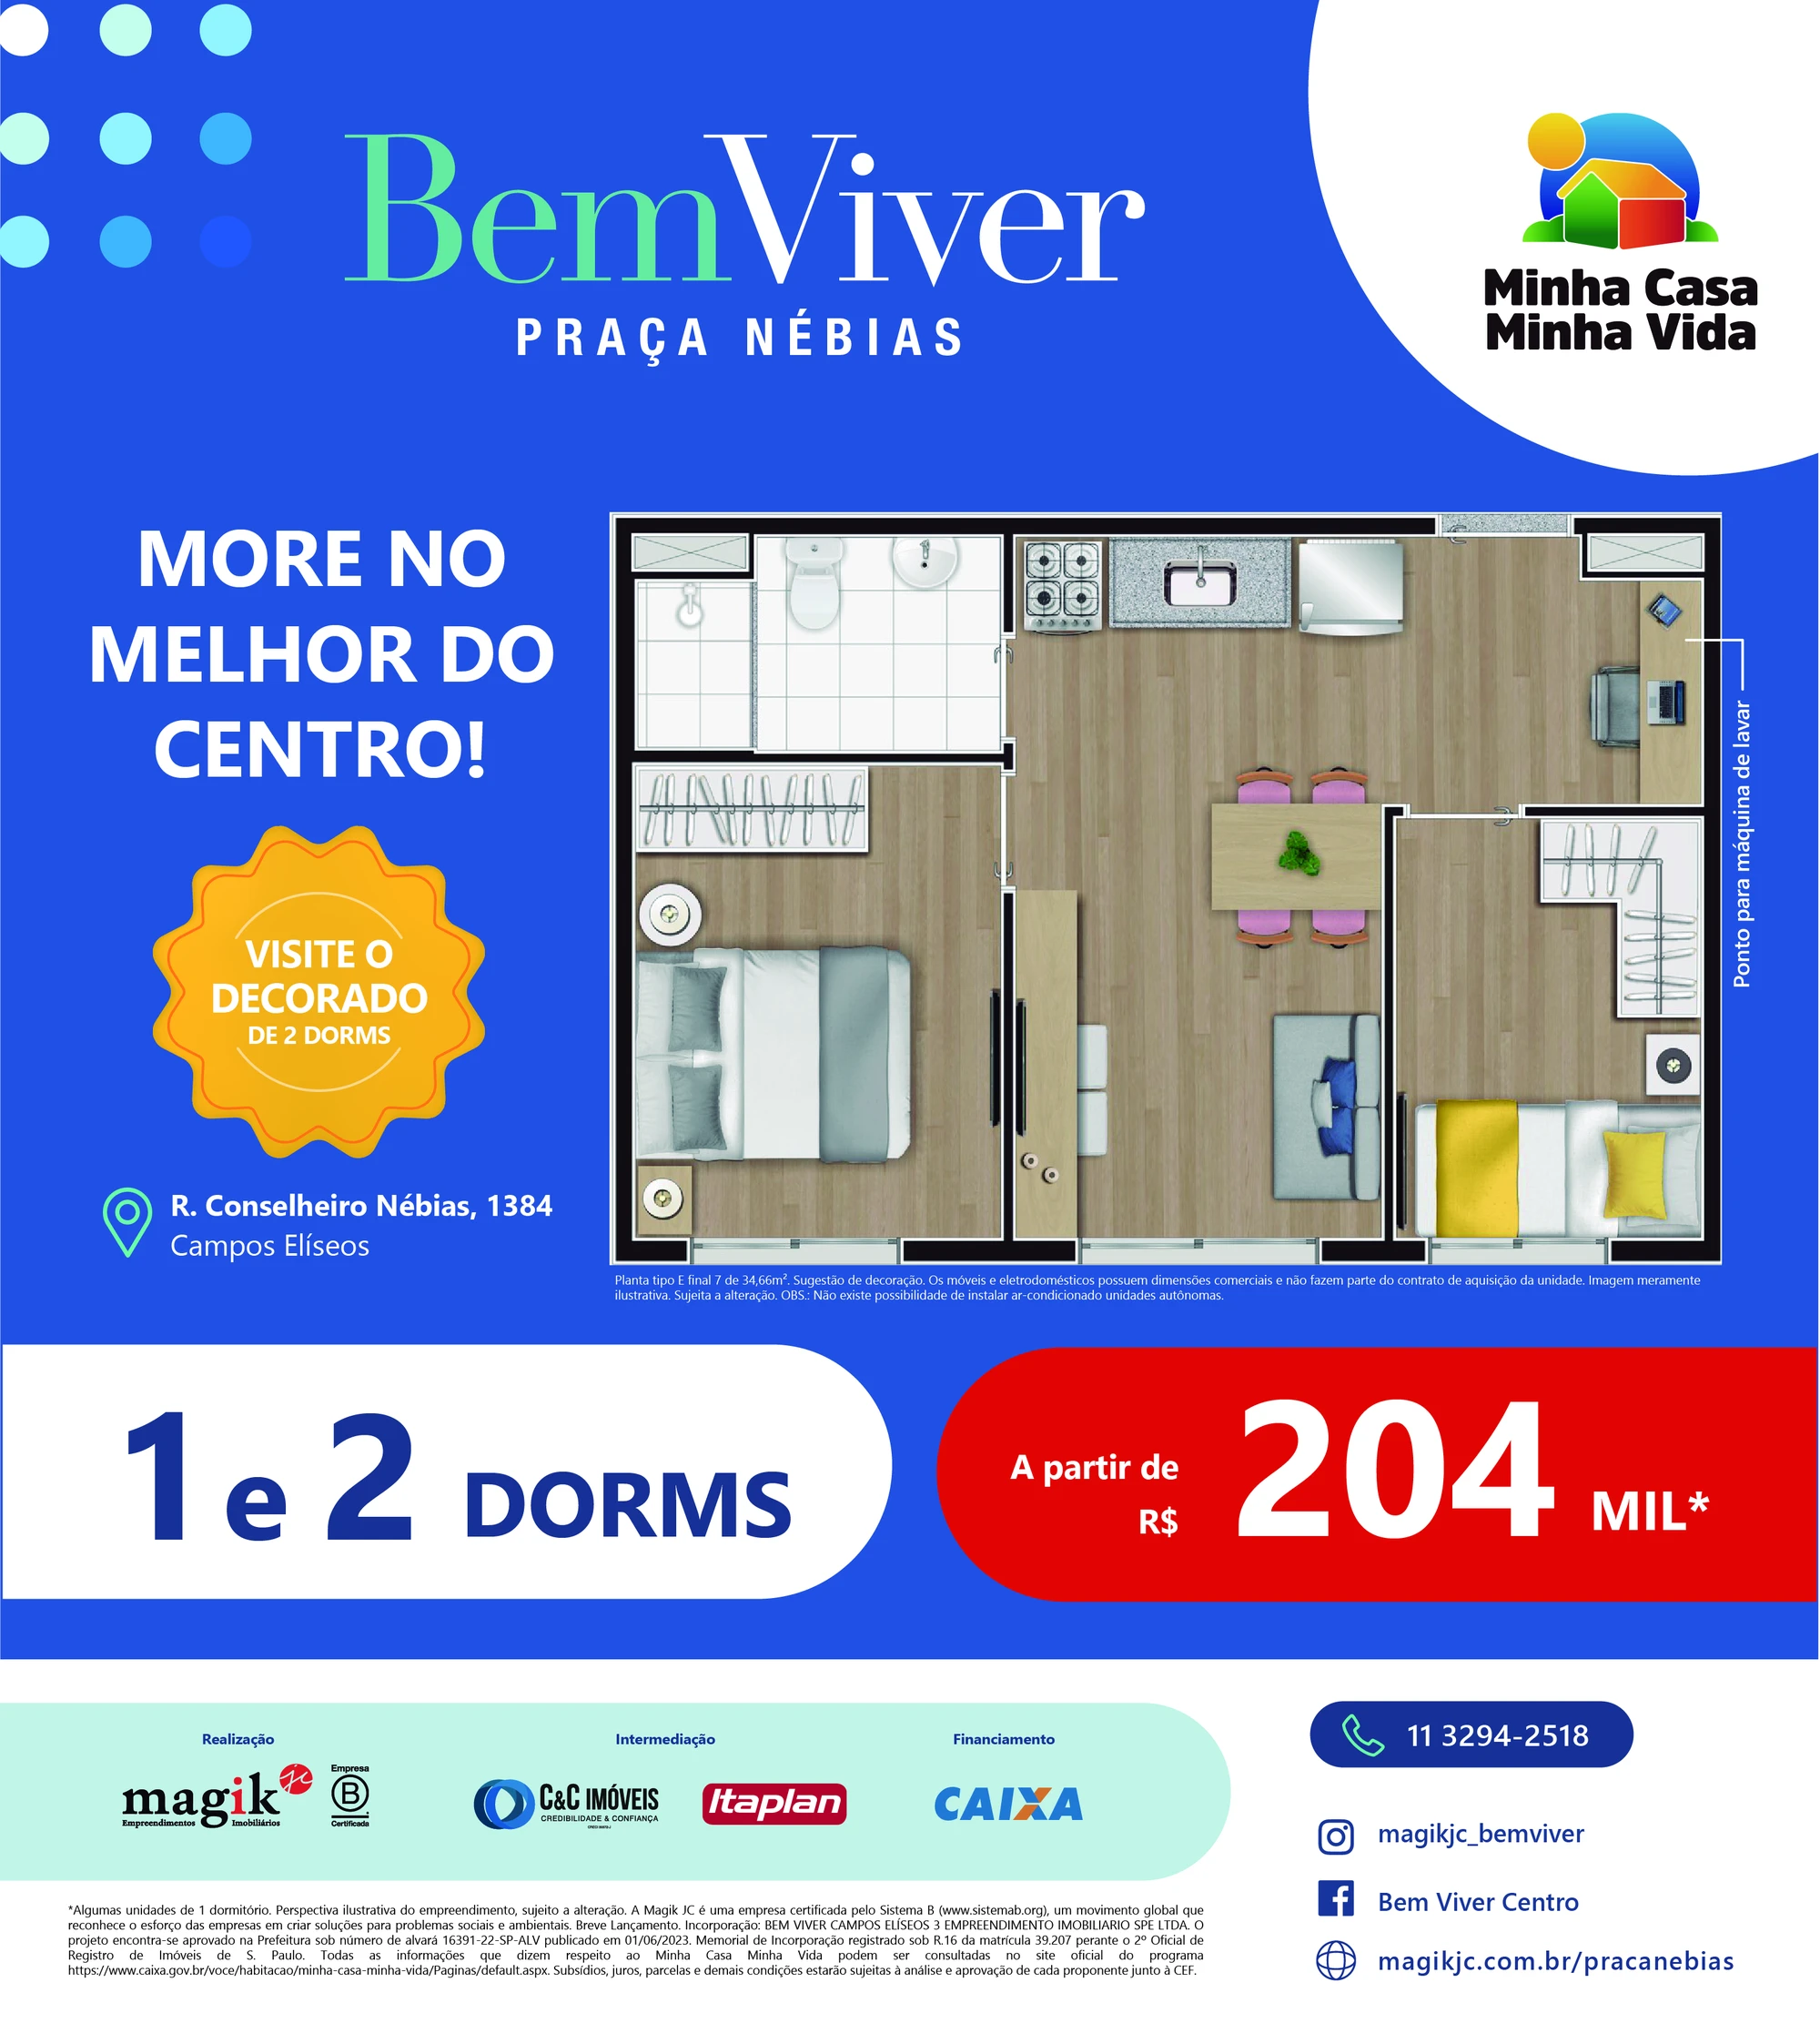 BemViver
PRAÇA NÉBIAS
Minha Casa
Minha Vida
MORE NO
MELHOR DO
CENTRO!
VISITE O
DECORADO
DE 2 DORMS
R. Conselheiro Nébias, 1384
Campos Elíseos
Ponto para máquina de lavar
Planta tipo E final 7 de 34,66m². Sugestão de decoração. Os móveis e eletrodomésticos possuem dimensões comerciais e não fazem parte do contrato de aquisição da unidade. Imagem meramente
ilustrativa. Sujeita a alteração. OBS.: Não existe possibilidade de instalar ar-condicionado unidades autônomas.
1 e 2 DORMS
A partir de
R$ 204 MIL*
Realização
magik jc
Empreendimentos Imobiliários
Empresa
B
Certificada
Intermediação
C&C IMÓVEIS
CREDIBILIDADE & CONFIANÇA
Itaplan
Financiamento
CAIXA
11 3294-2518
magikjc_bemviver
Bem Viver Centro
magikjc.com.br/pracanebias
*Algumas unidades de 1 dormitório. Perspectiva ilustrativa do empreendimento, sujeito a alteração. A Magik JC é uma empresa certificada pelo Sistema B (www.sistemab.org), um movimento global que
reconhece o esforço das empresas em criar soluções para problemas sociais e ambientais. Breve Lançamento. Incorporação: BEM VIVER CAMPOS ELÍSEOS 3 EMPREENDIMENTO IMOBILIARIO SPE LTDA. O
projeto encontra-se aprovado na Prefeitura sob número de alvará 16391-22-SP-ALV publicado em 01/06/2023. Memorial de Incorporação registrado sob R.16 da matrícula 39.207 perante o 2º Oficial de
Registro de Imóveis de S. Paulo. Todas as informações que dizem respeito ao Minha Casa Minha Vida podem ser consultadas no site oficial do programa
https://www.caixa.gov.br/voce/habitacao/minha-casa-minha-vida/Paginas/default.aspx. Subsídios, juros, parcelas e demais condições estarão sujeitas à análise e aprovação de cada proponente junto à CEF.